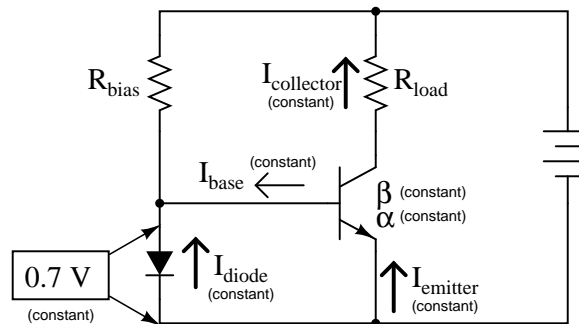 R_bias
I_collector
(constant)
R_load
(constant)
I_base
β (constant)
α (constant)
0.7 V
(constant)
I_diode
(constant)
I_emitter
(constant)